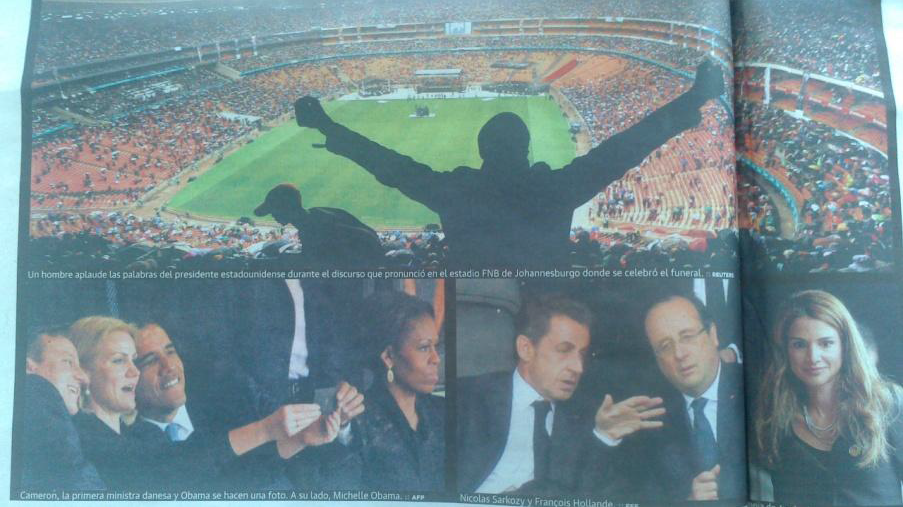 Un hombre aplaude las palabras del presidente estadounidense durante el discurso que pronunció en el estadio FNB de Johannesburgo donde se celebró el funeral. :: REUTERS
Cameron, la primera ministra danesa y Obama se hacen una foto. A su lado, Michelle Obama. :: AFP
Nicolas Sarkozy y François Hollande. ::